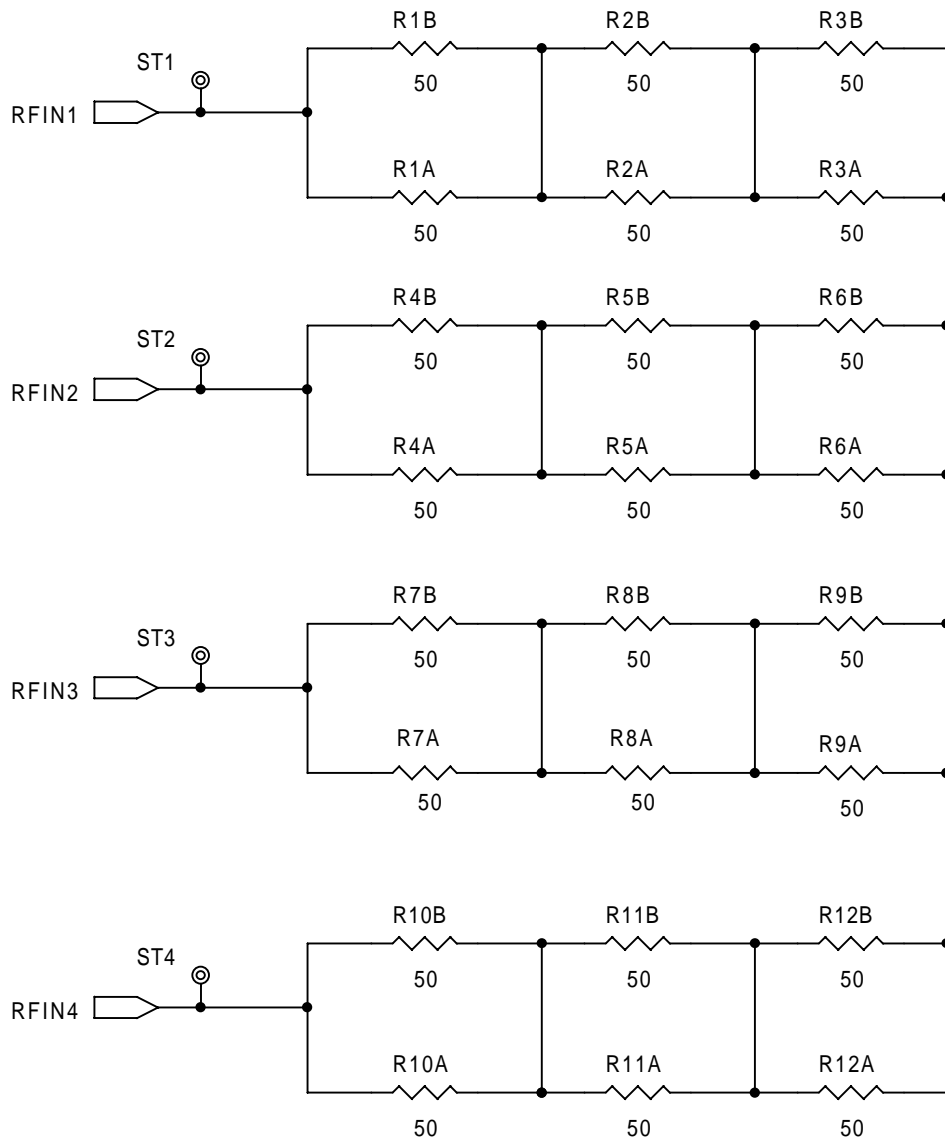 R1B R2B R3B
ST1
50 50 50
RFIN1
R1A R2A R3A
50 50 50
R4B R5B R6B
ST2
50 50 50
RFIN2
R4A R5A R6A
50 50 50
R7B R8B R9B
ST3
50 50 50
RFIN3
R7A R8A R9A
50 50 50
R10B R11B R12B
ST4
50 50 50
RFIN4
R10A R11A R12A
50 50 50